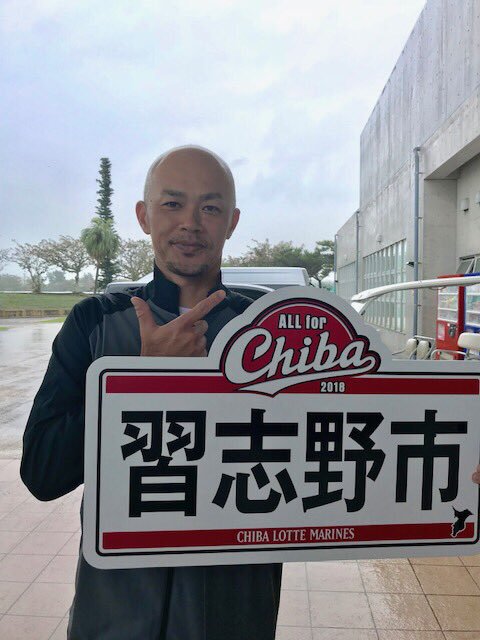 ALL for
Chiba
2018
習志野市
CHIBA LOTTE MARINES